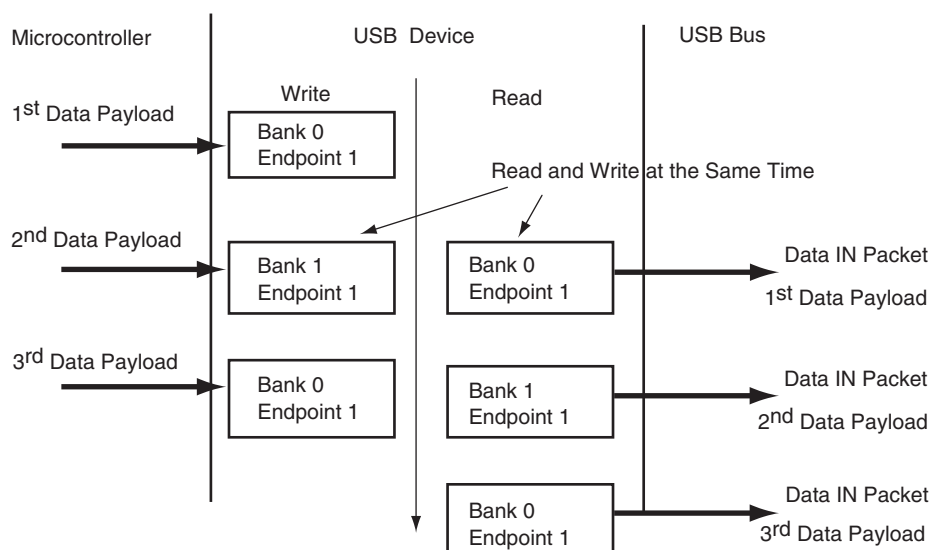 Microcontroller
USB Device
USB Bus
Write
Read
1st Data Payload
Bank 0
Endpoint 1
Read and Write at the Same Time
2nd Data Payload
Bank 1
Endpoint 1
Bank 0
Endpoint 1
Data IN Packet
1st Data Payload
3rd Data Payload
Bank 0
Endpoint 1
Bank 1
Endpoint 1
Data IN Packet
2nd Data Payload
Bank 0
Endpoint 1
Data IN Packet
3rd Data Payload